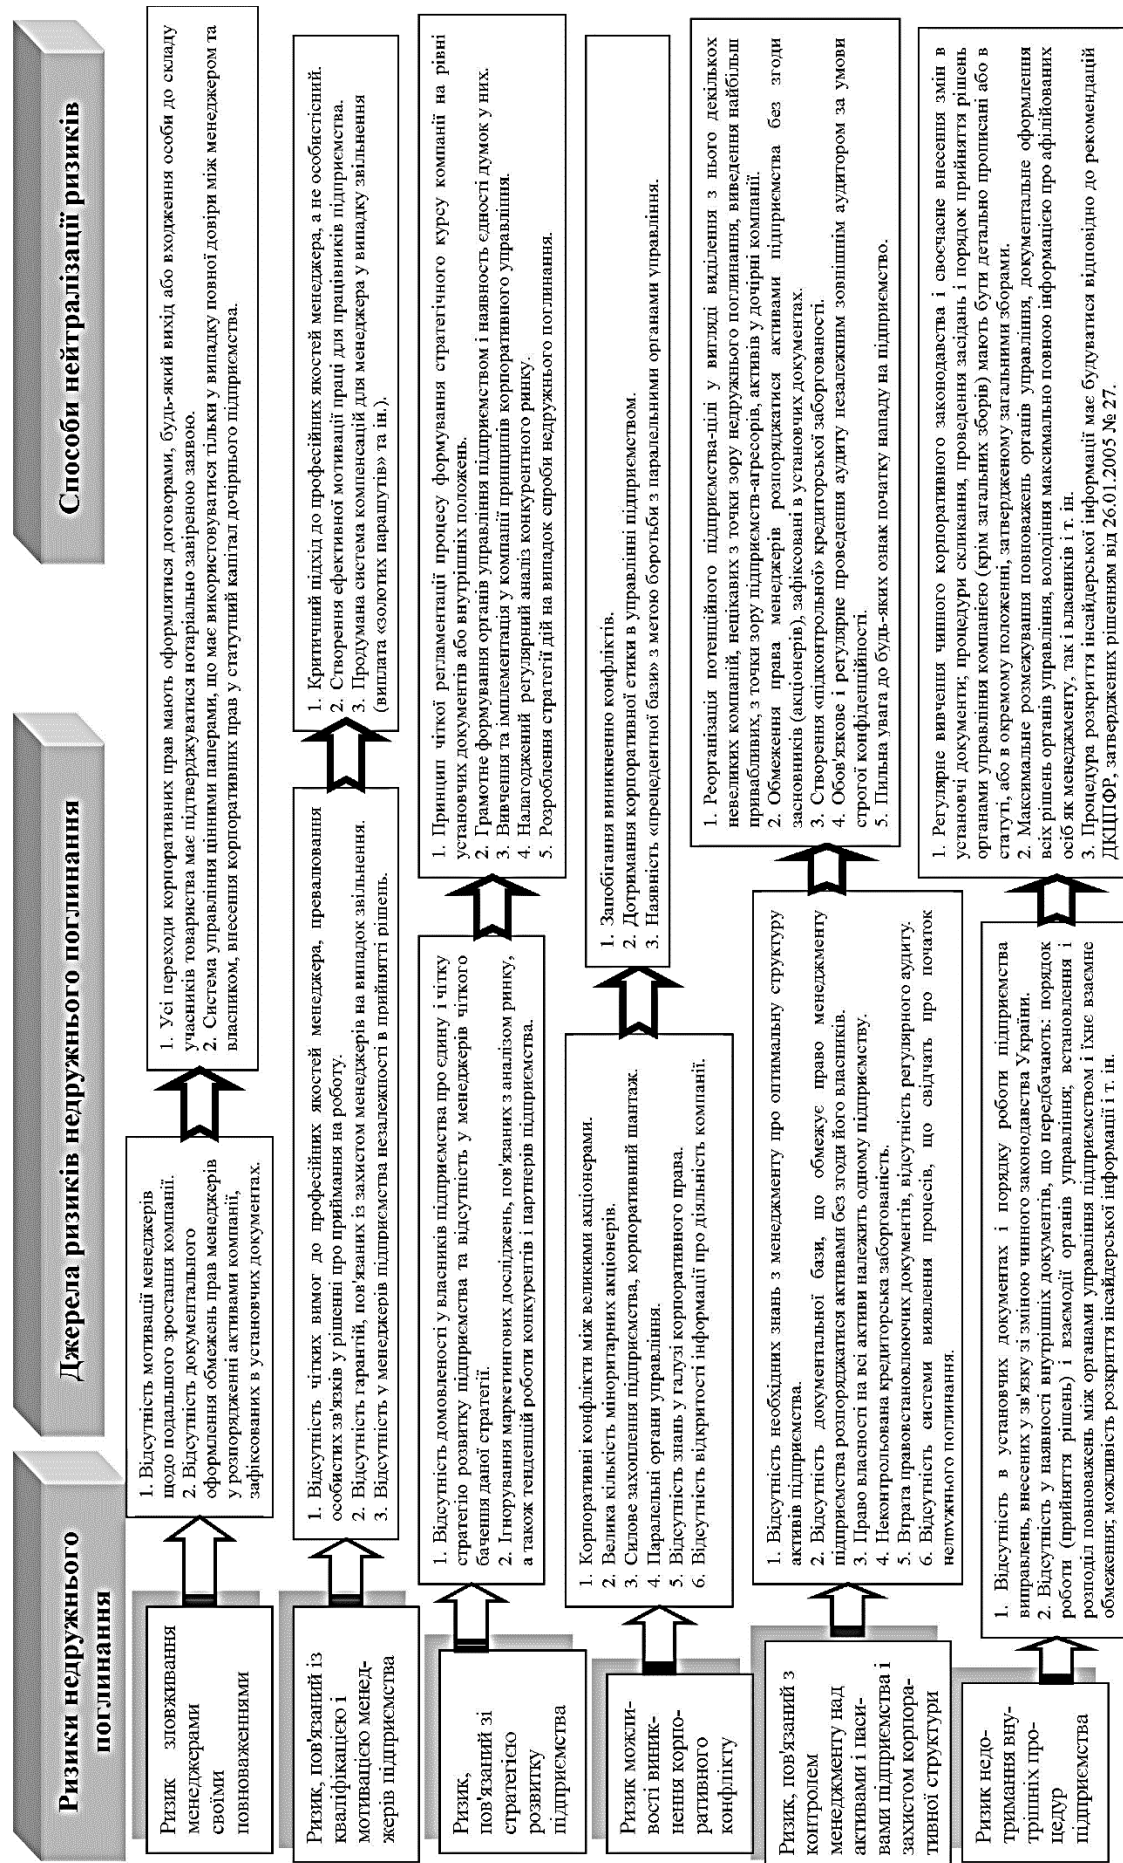 Ризики недружнього
поглинання
Джерела ризиків недружнього поглинання
Способи нейтралізації ризиків
Ризик зловживання
менеджерами
своїми
повноваженнями
1. Відсутність мотивації менеджерів
щодо подальшого зростання компанії.
2. Відсутність документального
оформлення обмежень прав менеджерів
у розпорядженні активами компанії,
зафіксованих в установчих документах.
1. Усі переходи корпоративних прав мають оформлятися договорами, будь-який вихід або входження особи до складу
учасників товариства має підтверджуватися нотаріально завіреною заявою.
2. Система управління цінними паперами, що має використовуватися тільки у випадку повної довіри між менеджером та
власником, внесення корпоративних прав у статутний капітал дочірнього підприємства.
Ризик, пов'язаний із
кваліфікацією і
мотивацією менед-
жерів підприємства
1. Відсутність чітких вимог до професійних якостей менеджера, превалювання
особистих зв'язків у рішенні про приймання на роботу.
2. Відсутність гарантій, пов'язаних із захистом менеджерів на випадок звільнення.
3. Відсутність у менеджерів підприємства незалежності в прийнятті рішень.
1. Критичний підхід до професійних якостей менеджера, а не особистісний.
2. Створення ефективної мотивації праці для працівників підприємства.
3. Продумана система компенсацій для менеджера у випадку звільнення
(виплата «золотих парашутів» та ін.).
Ризик,
пов'язаний зі
стратегією
розвитку
підприємства
1. Відсутність домовленості у власників підприємства про єдину і чітку
стратегію розвитку підприємства та відсутність у менеджерів чіткого
бачення даної стратегії.
2. Ігнорування маркетингових досліджень, пов'язаних з аналізом ринку,
а також тенденцій роботи конкурентів і партнерів підприємства.
1. Принцип чіткої регламентації процесу формування стратегічного курсу компанії на рівні
установчих документів або внутрішніх положень.
2. Грамотне формування органів управління підприємством і наявність єдності думок у них.
3. Вивчення та імплементація у компанії принципів корпоративного управління.
4. Налагоджений регулярний аналіз конкурентного ринку.
5. Розроблення стратегії дій на випадок спроби недружнього поглинання.
Ризик можли-
вості виник-
нення корпо-
ративного
конфлікту
1. Корпоративні конфлікти між великими акціонерами.
2. Велика кількість міноритарних акціонерів.
3. Силове захоплення підприємства, корпоративний шантаж.
4. Паралельні органи управління.
5. Відсутність знань у галузі корпоративного права.
6. Відсутність відкритості інформації про діяльність компанії.
1. Запобігання виникненню конфліктів.
2. Дотримання корпоративної етики в управлінні підприємством.
3. Наявність «прецедентної бази» з метою боротьби з паралельними органами управління.
Ризик, пов'язаний з
контролем
менеджменту над
активами і паси-
вами підприємства і
захистом корпора-
тивної структури
1. Відсутність необхідних знань з менеджменту про оптимальну структуру
активів підприємства.
2. Відсутність документальної бази, що обмежує право менеджменту
підприємства розпоряджатися активами без згоди його власників.
3. Право власності на всі активи належить одному підприємству.
4. Неконтрольована кредиторська заборгованість.
5. Втрата правовстановлюючих документів, відсутність регулярного аудиту.
6. Відсутність системи виявлення процесів, що свідчать про початок
недружнього поглинання.
1. Реорганізація потенційного підприємства-цілі у вигляді виділення з нього декількох
невеликих компаній, нецікавих з точки зору недружнього поглинання, виведення найбільш
привабливих, з точки зору підприємств-агресорів, активів у дочірні компанії.
2. Обмеження права менеджерів розпоряджатися активами підприємства без згоди
засновників (акціонерів), зафіксовані в установчих документах.
3. Створення «підконтрольної» кредиторської заборгованості.
4. Обов'язкове і регулярне проведення аудиту незалежним зовнішнім аудитором за умови
строгої конфіденційності.
5. Пильна увага до будь-яких ознак початку нападу на підприємство.
Ризик недо-
тримання вну-
трішніх про-
цедур
підприємства
1. Відсутність в установчих документах і порядку роботи підприємства
виправлень, внесених у зв'язку зі зміною чинного законодавства України.
2. Відсутність у наявності внутрішніх документів, що передбачають: порядок
роботи (прийняття рішень) і взаємодії органів управління; встановлення і
розподіл повноважень між органами управління підприємством і їхнє взаємне
обмеження; можливість розкриття інсайдерської інформації і т. ін.
1. Регулярне вивчення чинного корпоративного законодавства і своєчасне внесення змін в
установчі документи; процедури скликання, проведення засідань і порядок прийняття рішень
органами управління компанією (крім загальних зборів) мають бути детально прописані або в
статуті, або в окремому положенні, затвердженому загальними зборами.
2. Максимальне розмежування повноважень органів управління, документальне оформлення
всіх рішень органів управління, володіння максимально повною інформацією про афілійованих
осіб як менеджменту, так і власників і т. ін.
3. Процедура розкриття інсайдерської інформації має будуватися відповідно до рекомендацій
ДКЦПФР, затверджених рішенням від 26.01.2005 № 27.